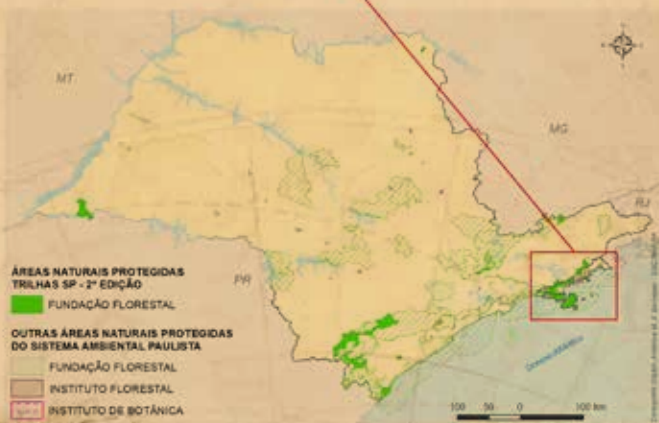 MT
MG
RJ
PR
ÁREAS NATURAIS PROTEGIDAS
TRILHAS SP - 2ª EDIÇÃO
FUNDAÇÃO FLORESTAL
OUTRAS ÁREAS NATURAIS PROTEGIDAS
DO SISTEMA AMBIENTAL PAULISTA
FUNDAÇÃO FLORESTAL
INSTITUTO FLORESTAL
INSTITUTO DE BOTÂNICA
Oceano Atlântico
100 50 0 100 km